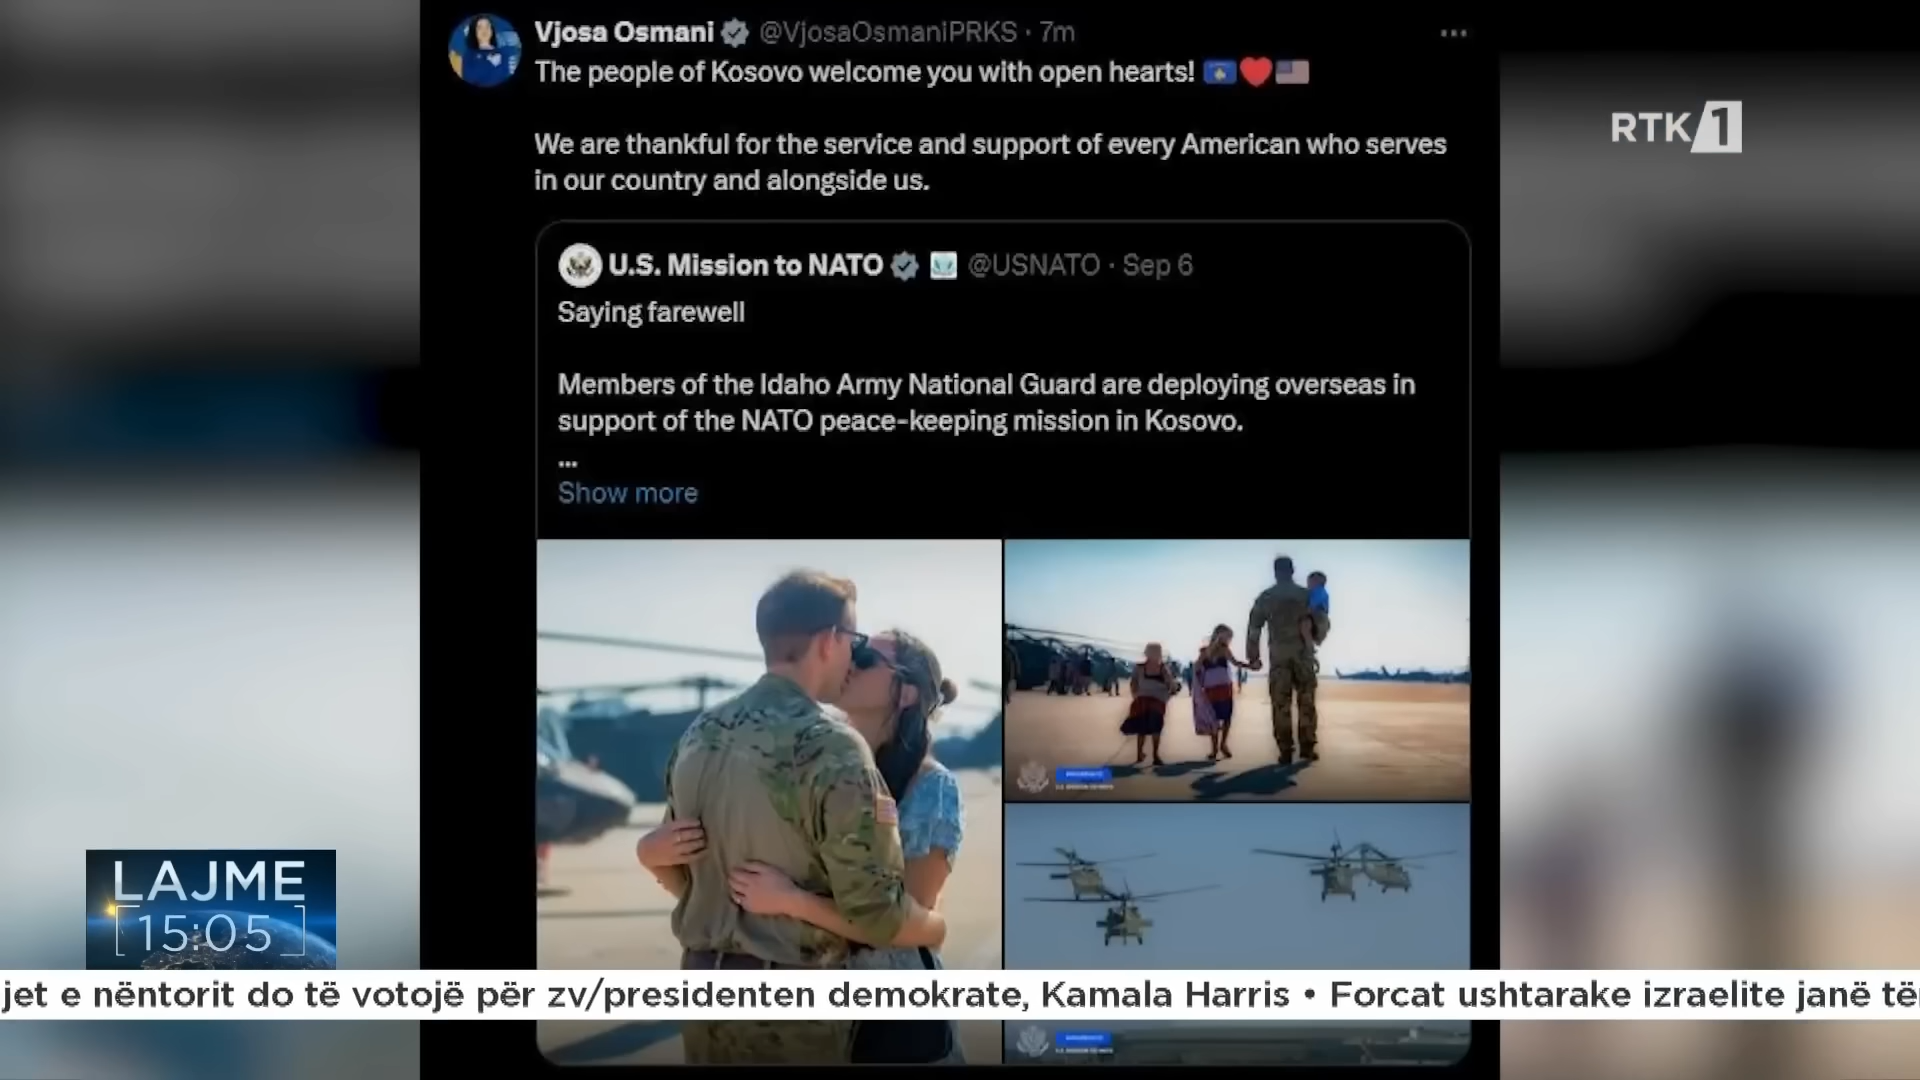 Vjosa Osmani @VjosaOsmaniPRKS · 7m
The people of Kosovo welcome you with open hearts!
We are thankful for the service and support of every American who serves
in our country and alongside us.
RTK 1
U.S. Mission to NATO @USNATO · Sep 6
Saying farewell
Members of the Idaho Army National Guard are deploying overseas in
support of the NATO peace-keeping mission in Kosovo.
...
Show more
LAJME
[15:05]
jet e nëntorit do të votojë për zv/presidenten demokrate, Kamala Harris • Forcat ushtarake izraelite janë të